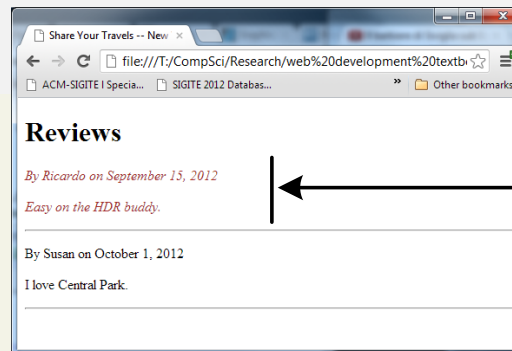 Share Your Travels -- New
file:///T:/CompSci/Research/web%20development%20textb
ACM-SIGITE I Specia...
SIGITE 2012 Databas...
»
Other bookmarks
Reviews
By Ricardo on September 15, 2012
Easy on the HDR buddy.
By Susan on October 1, 2012
I love Central Park.